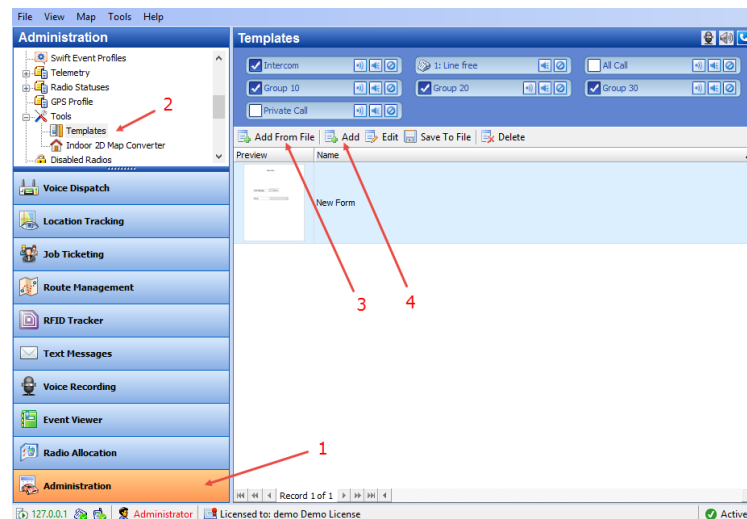 File View Map Tools Help
Administration
Swift Event Profiles
Telemetry
Radio Statuses
GPS Profile
Tools
Templates
Indoor 2D Map Converter
Disabled Radios
2
Voice Dispatch
Location Tracking
Job Ticketing
Route Management
RFID Tracker
Text Messages
Voice Recording
Event Viewer
Radio Allocation
Administration
1
Templates
Intercom
1: Line free
All Call
Group 10
Group 20
Group 30
Private Call
Add From File Add Edit Save To File Delete
Preview Name
New Form
3 4
Record 1 of 1
127.0.0.1 Administrator Licensed to: demo Demo License Active